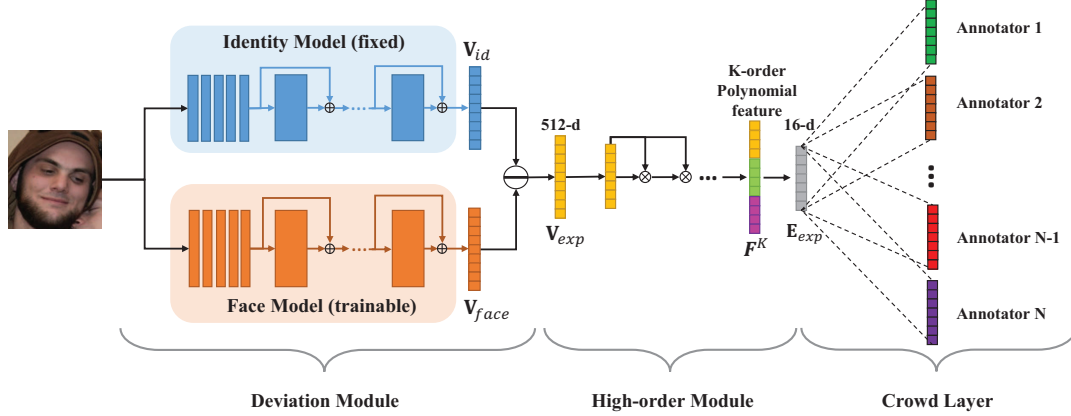 Identity Model (fixed)
V_id
Face Model (trainable)
V_face
512-d
V_exp
K-order
Polynomial
feature
F^K
16-d
E_exp
Annotator 1
Annotator 2
Annotator N-1
Annotator N
Deviation Module
High-order Module
Crowd Layer